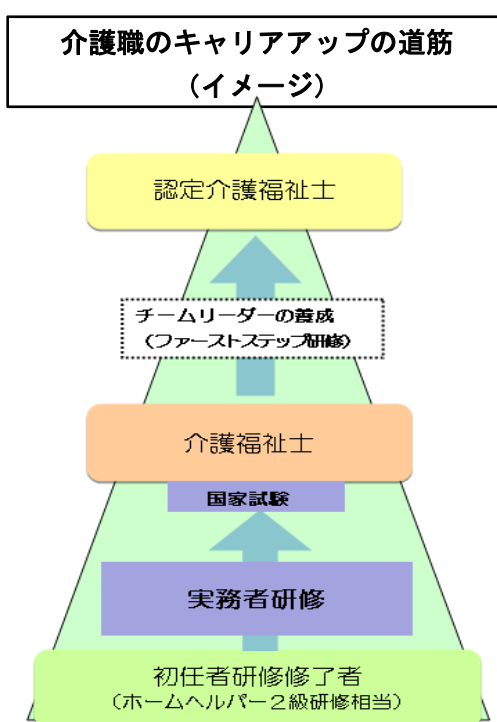 介護職のキャリアアップの道筋
(イメージ)
認定介護福祉士
チームリーダーの養成
(ファーストステップ研修)
介護福祉士
国家試験
実務者研修
初任者研修修了者
(ホームヘルパー2級研修相当)